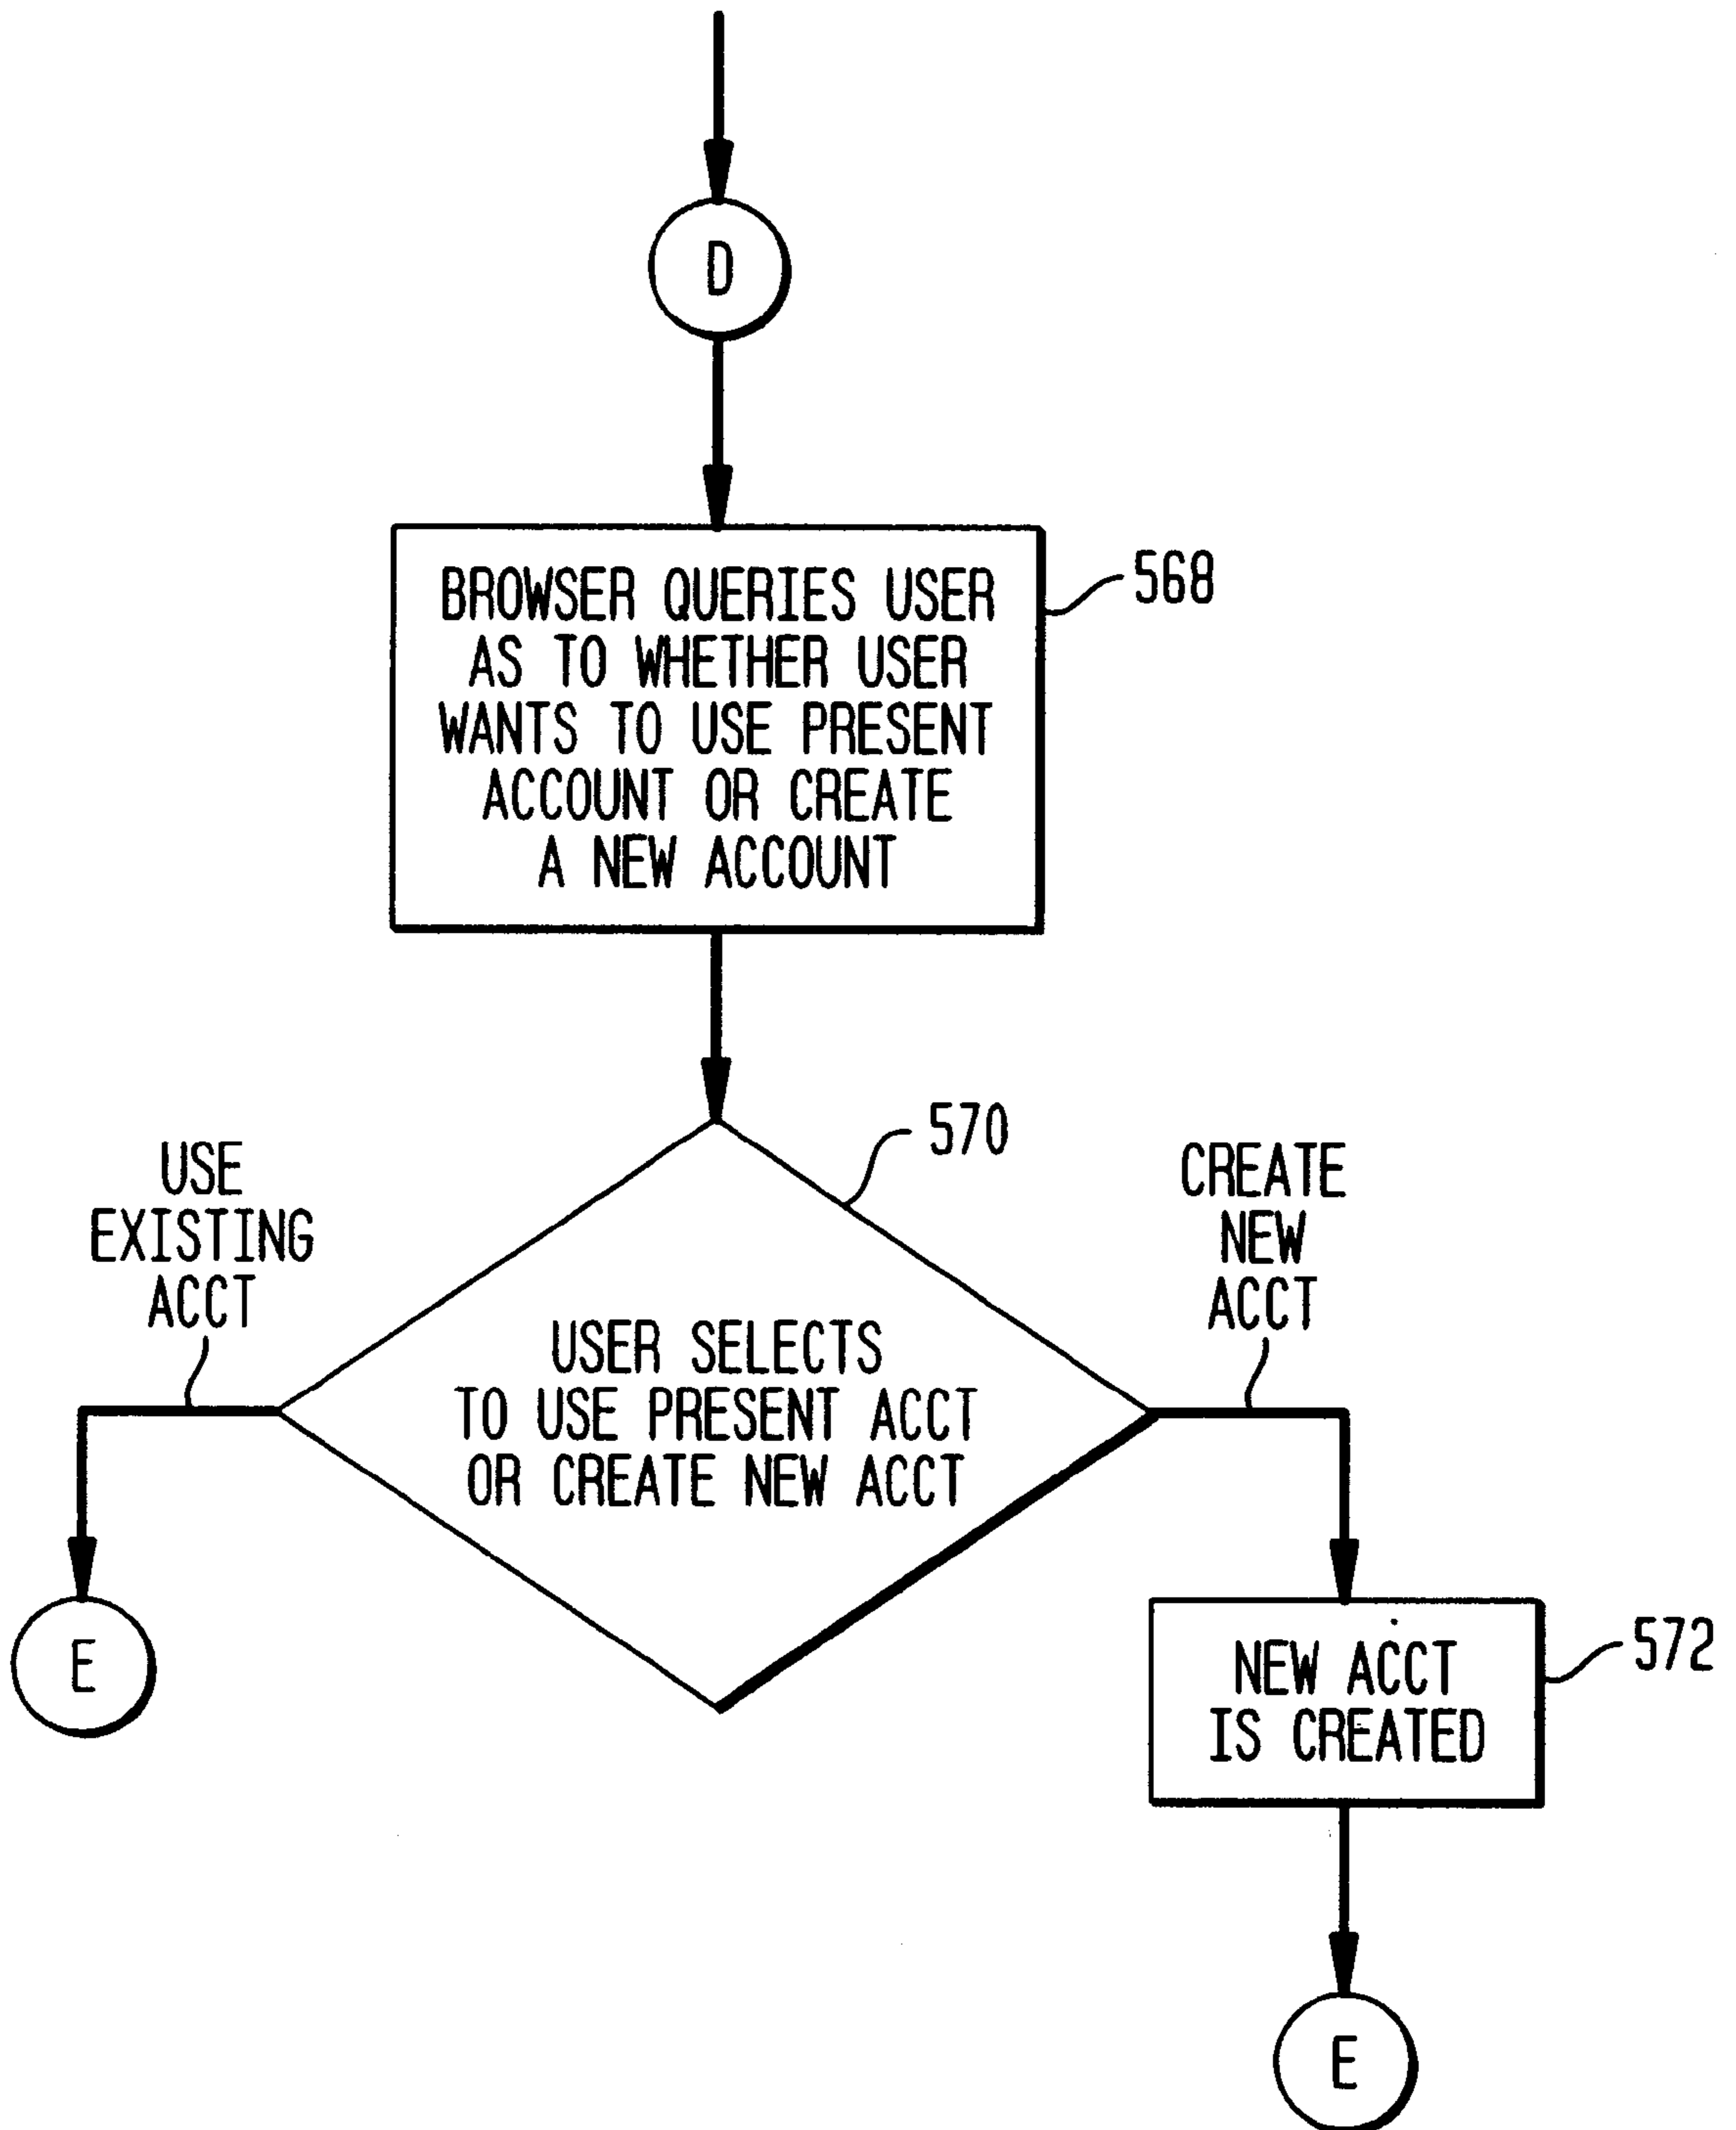 D
BROWSER QUERIES USER
AS TO WHETHER USER
WANTS TO USE PRESENT
ACCOUNT OR CREATE
A NEW ACCOUNT
568
570
USE
EXISTING
ACCT
CREATE
NEW
ACCT
USER SELECTS
TO USE PRESENT ACCT
OR CREATE NEW ACCT
E
NEW ACCT
IS CREATED
572
E